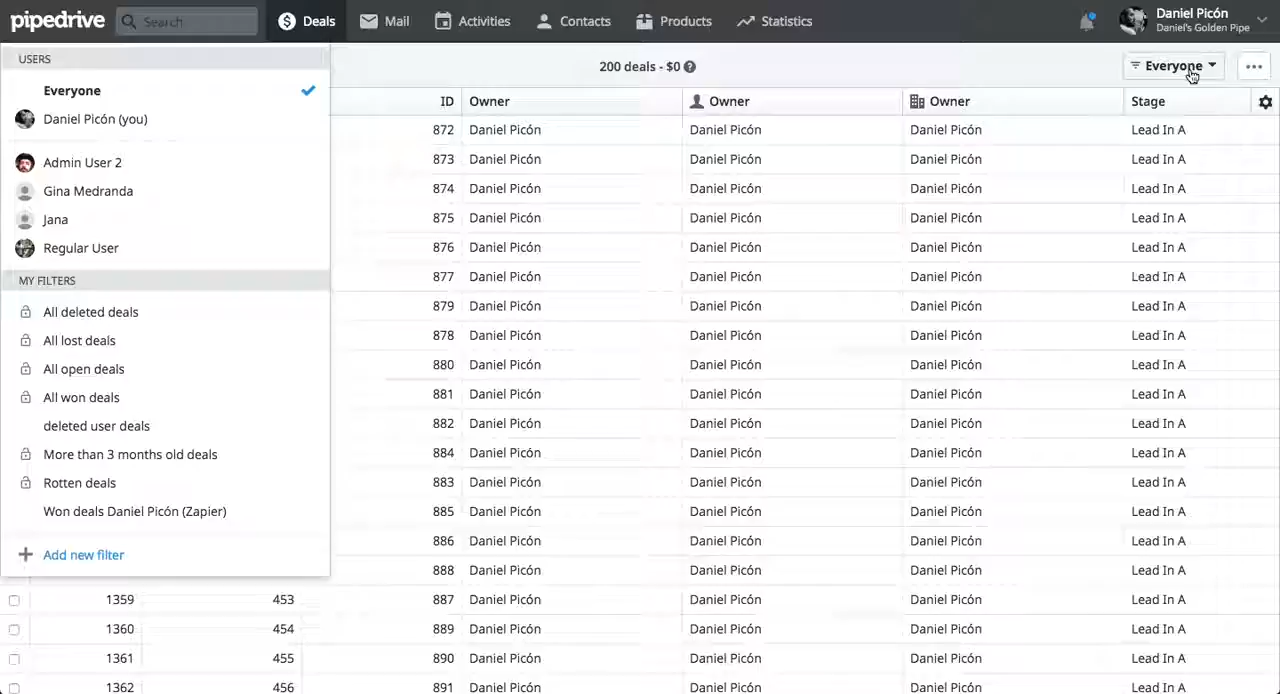 pipedrive Search Deals Mail Activities Contacts Products Statistics Daniel Picón
Daniel's Golden Pipe
USERS
Everyone
Daniel Picón (you)
Admin User 2
Gina Medranda
Jana
Regular User
MY FILTERS
All deleted deals
All lost deals
All open deals
All won deals
deleted user deals
More than 3 months old deals
Rotten deals
Won deals Daniel Picón (Zapier)
Add new filter
200 deals - $0 ? Everyone ...
ID Owner Owner Owner Stage
872 Daniel Picón Daniel Picón Daniel Picón Lead In A
873 Daniel Picón Daniel Picón Daniel Picón Lead In A
874 Daniel Picón Daniel Picón Daniel Picón Lead In A
875 Daniel Picón Daniel Picón Daniel Picón Lead In A
876 Daniel Picón Daniel Picón Daniel Picón Lead In A
877 Daniel Picón Daniel Picón Daniel Picón Lead In A
879 Daniel Picón Daniel Picón Daniel Picón Lead In A
878 Daniel Picón Daniel Picón Daniel Picón Lead In A
880 Daniel Picón Daniel Picón Daniel Picón Lead In A
881 Daniel Picón Daniel Picón Daniel Picón Lead In A
882 Daniel Picón Daniel Picón Daniel Picón Lead In A
884 Daniel Picón Daniel Picón Daniel Picón Lead In A
883 Daniel Picón Daniel Picón Daniel Picón Lead In A
885 Daniel Picón Daniel Picón Daniel Picón Lead In A
886 Daniel Picón Daniel Picón Daniel Picón Lead In A
888 Daniel Picón Daniel Picón Daniel Picón Lead In A
1359 453 887 Daniel Picón Daniel Picón Daniel Picón Lead In A
1360 454 889 Daniel Picón Daniel Picón Daniel Picón Lead In A
1361 455 890 Daniel Picón Daniel Picón Daniel Picón Lead In A
1362 456 891 Daniel Picón Daniel Picón Daniel Picón Lead In A